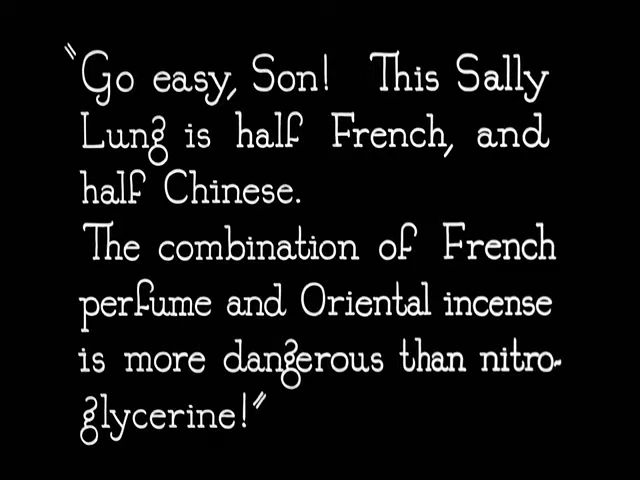 "Go easy, Son! This Sally
Lung is half French, and
half Chinese.
The combination of French
perfume and Oriental incense
is more dangerous than nitro-
glycerine!"